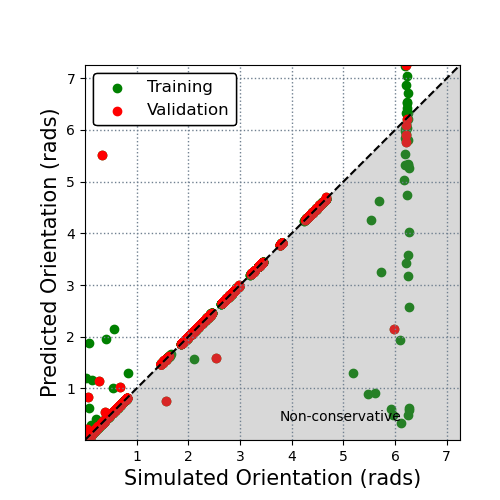 Training
Validation
7
6
5
4
3
2
1
Predicted Orientation (rads)
Non-conservative
1 2 3 4 5 6 7
Simulated Orientation (rads)